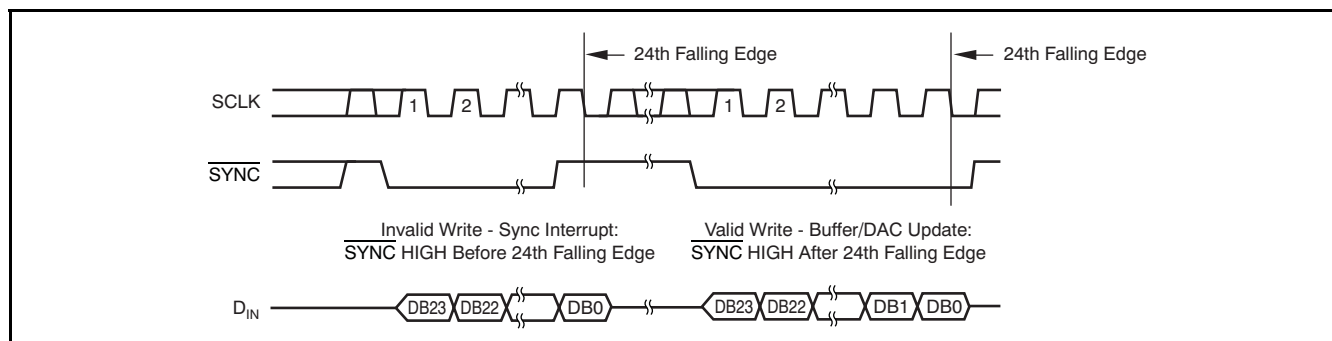 24th Falling Edge
24th Falling Edge
SCLK
1
2
1
2
SYNC
Invalid Write - Sync Interrupt:
SYNC HIGH Before 24th Falling Edge
Valid Write - Buffer/DAC Update:
SYNC HIGH After 24th Falling Edge
DIN
DB23
DB22
DB0
DB23
DB22
DB1
DB0